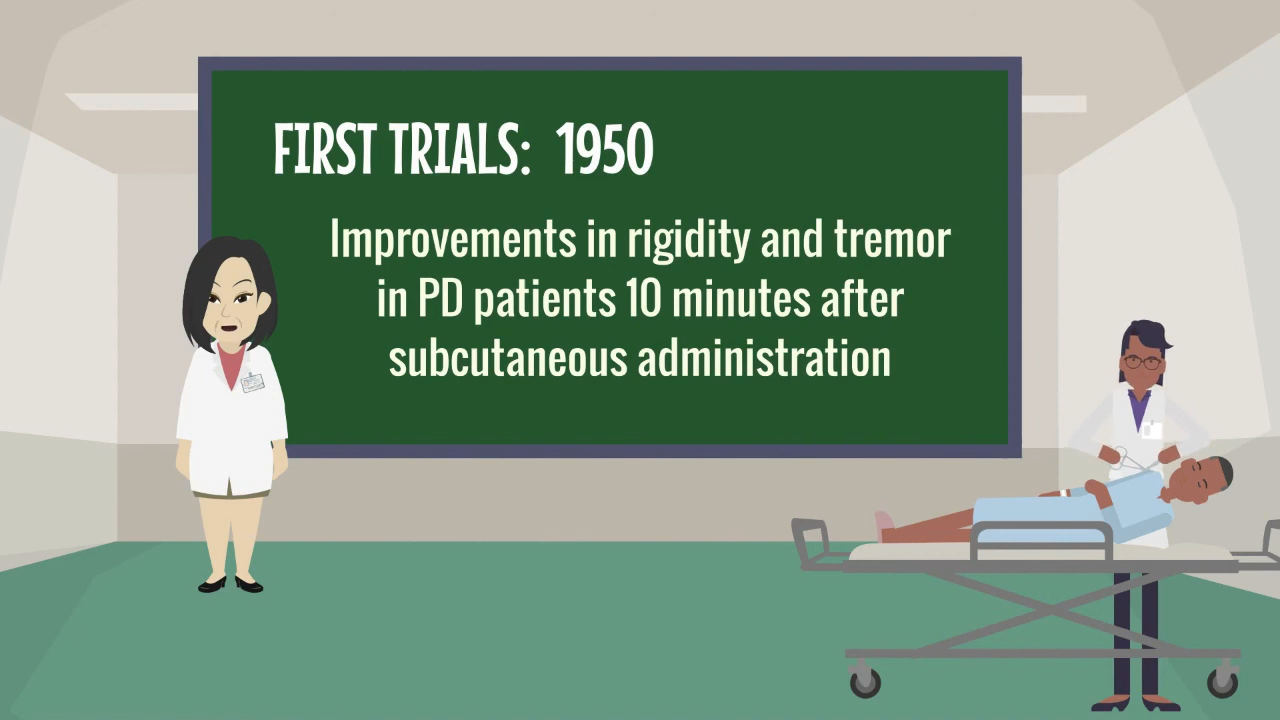 FIRST TRIALS: 1950
Improvements in rigidity and tremor
in PD patients 10 minutes after
subcutaneous administration